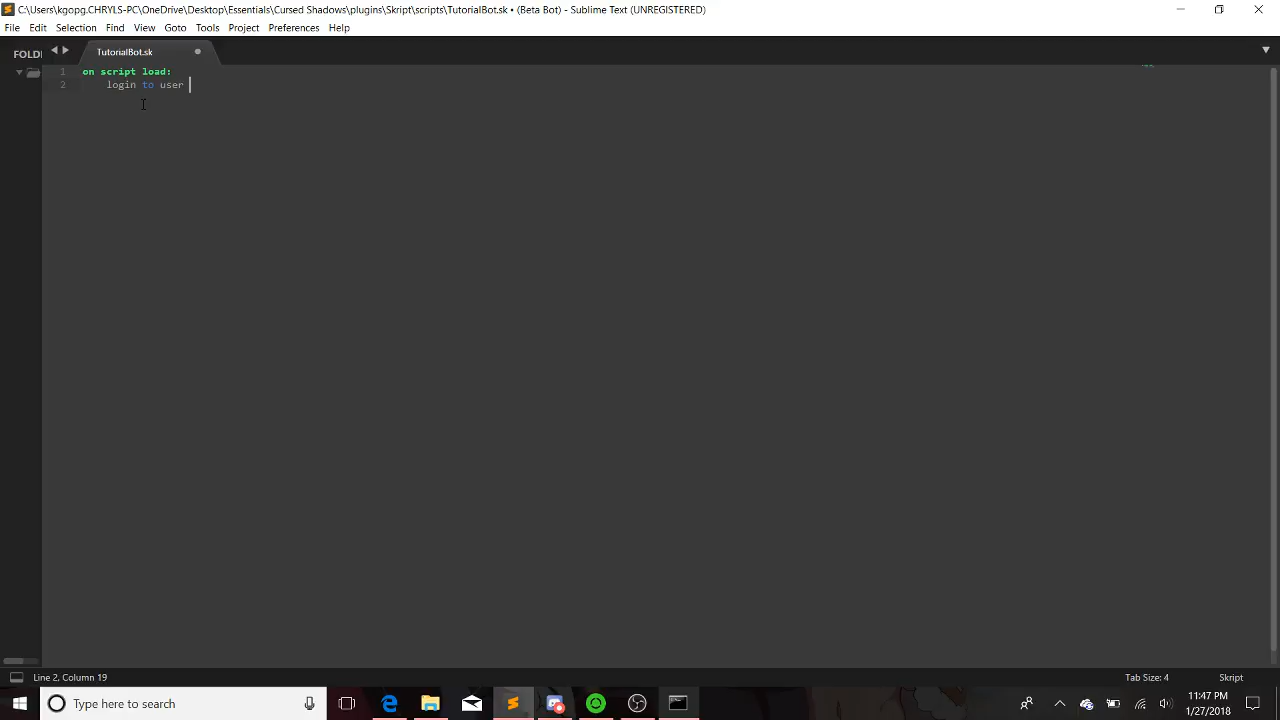 C:\Users\kgopg.CHRYLS-PC\OneDrive\Desktop\Essentials\Cursed Shadows\plugins\Skript\scripts\TutorialBot.sk • (Beta Bot) - Sublime Text (UNREGISTERED)
File Edit Selection Find View Goto Tools Project Preferences Help
FOLD
TutorialBot.sk
1 on script load:
2 login to user
Line 2, Column 19
Tab Size: 4
Skript
Type here to search
11:47 PM
1/27/2018